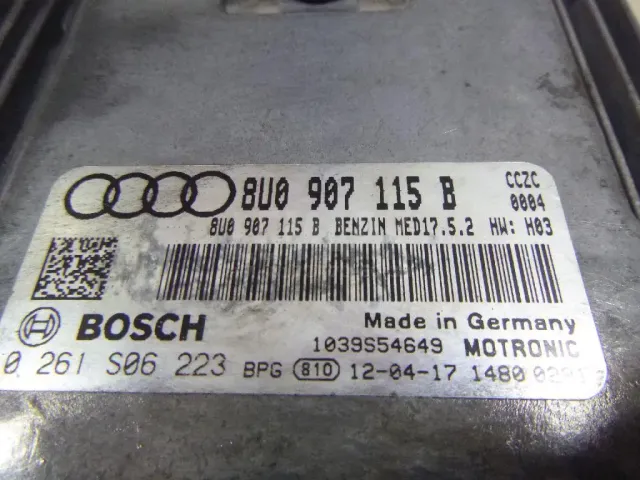 8U0 907 115 B CCZC
0004
8U0 907 115 B BENZIN MED17.5.2 HW: H03
BOSCH Made in Germany
1039S54649 MOTRONIC
0 261 S06 223 BPG 810 12-04-17 1480